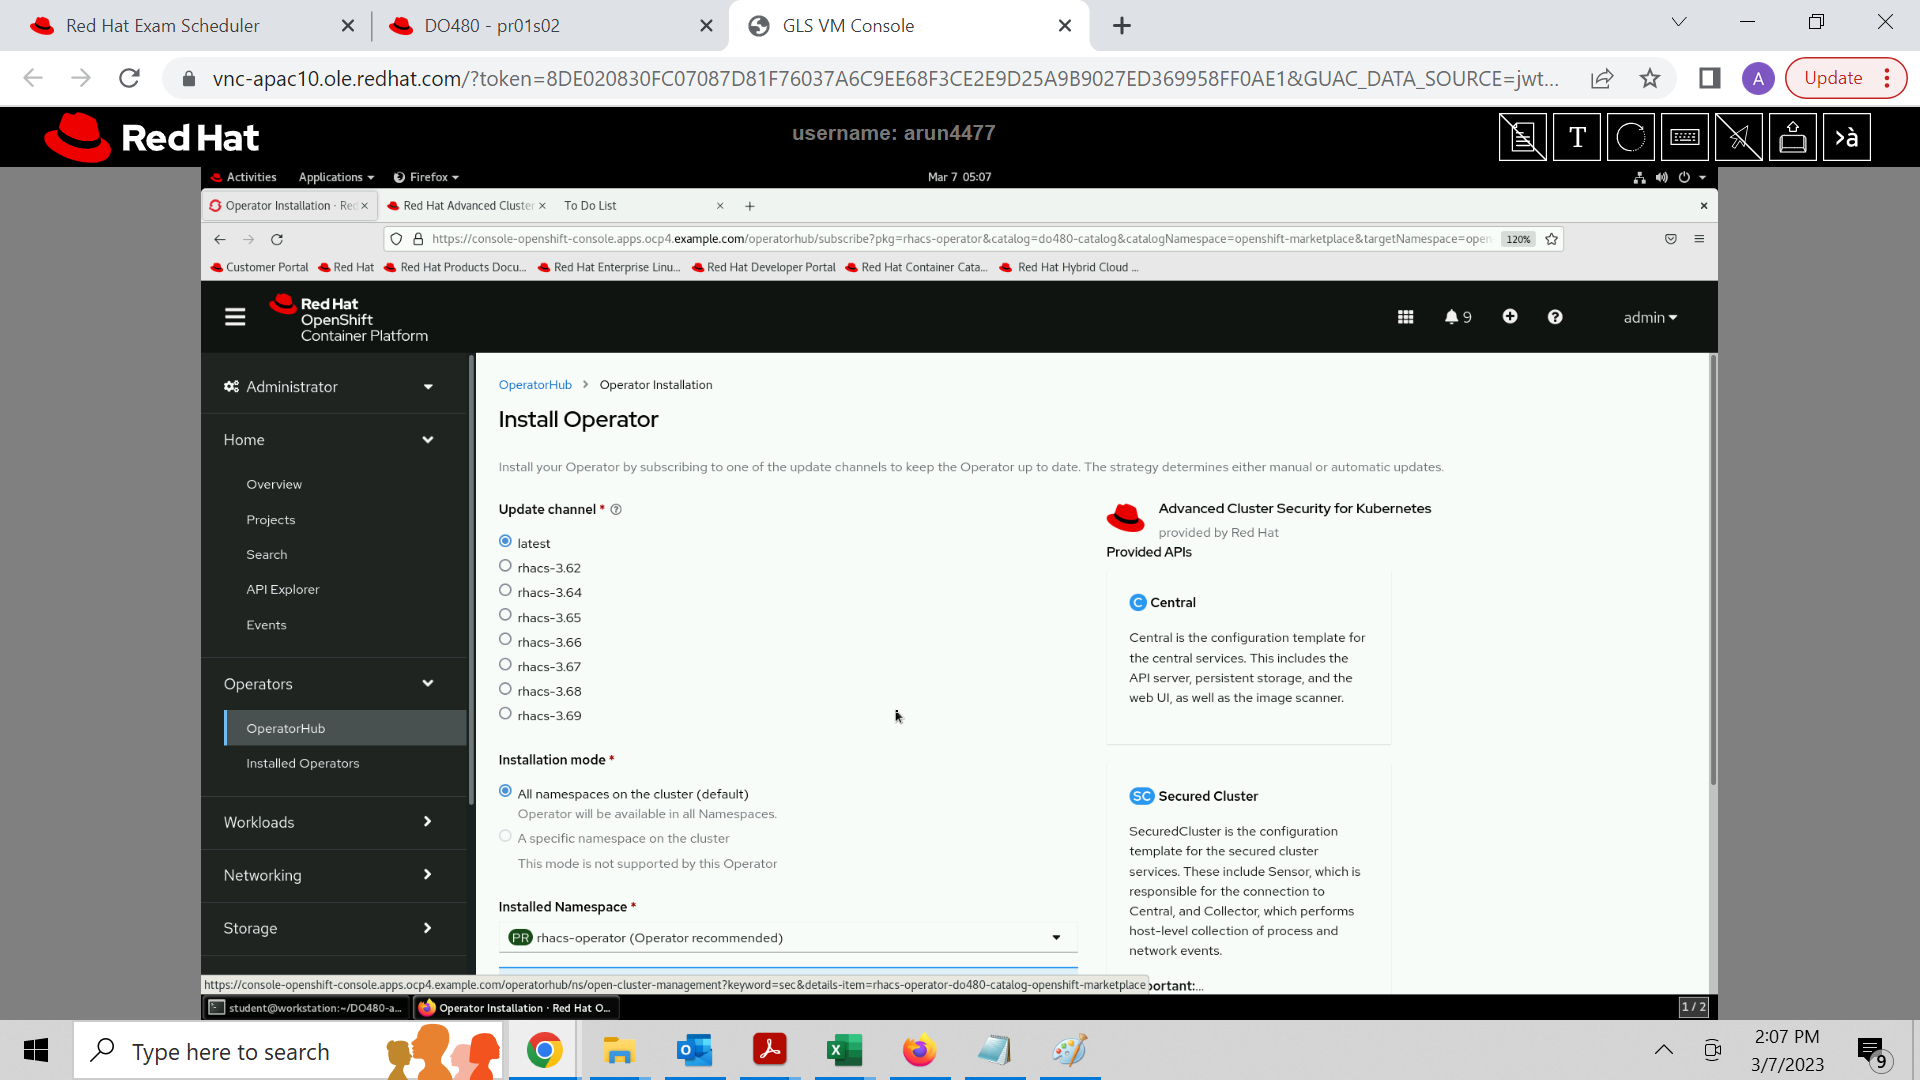 Red Hat Exam Scheduler
DO480 - pr01s02
GLS VM Console
vnc-apac10.ole.redhat.com/?token=8DE020830FC07087D81F76037A6C9EE68F3CE2E9D25A9B9027ED369958FF0AE1&GUAC_DATA_SOURCE=jwt...
A
Update
Red Hat
username: arun4477
T
>à
Activities
Applications
Firefox
Mar 7 05:07
Operator Installation · Red
Red Hat Advanced Cluster
To Do List
https://console-openshift-console.apps.ocp4.example.com/operatorhub/subscribe?pkg=rhacs-operator&catalog=do480-catalog&catalogNamespace=openshift-marketplace&targetNamespace=open
120%
Customer Portal
Red Hat
Red Hat Products Docu...
Red Hat Enterprise Linu...
Red Hat Developer Portal
Red Hat Container Cata...
Red Hat Hybrid Cloud ...
Red Hat
OpenShift
Container Platform
9
admin
Administrator
Home
Overview
Projects
Search
API Explorer
Events
Operators
OperatorHub
Installed Operators
Workloads
Networking
Storage
OperatorHub > Operator Installation
Install Operator
Install your Operator by subscribing to one of the update channels to keep the Operator up to date. The strategy determines either manual or automatic updates.
Update channel *
latest
rhacs-3.62
rhacs-3.64
rhacs-3.65
rhacs-3.66
rhacs-3.67
rhacs-3.68
rhacs-3.69
Installation mode *
All namespaces on the cluster (default)
Operator will be available in all Namespaces.
A specific namespace on the cluster
This mode is not supported by this Operator
Installed Namespace *
PR rhacs-operator (Operator recommended)
Advanced Cluster Security for Kubernetes
provided by Red Hat
Provided APIs
C Central
Central is the configuration template for
the central services. This includes the
API server, persistent storage, and the
web UI, as well as the image scanner.
SC Secured Cluster
SecuredCluster is the configuration
template for the secured cluster
services. These include Sensor, which is
responsible for the connection to
Central, and Collector, which performs
host-level collection of process and
network events.
portant:...
https://console-openshift-console.apps.ocp4.example.com/operatorhub/ns/open-cluster-management?keyword=sec&details-item=rhacs-operator-do480-catalog-openshift-marketplace
student@workstation:~/DO480-a...
Operator Installation · Red Hat O...
1 / 2
Type here to search
2:07 PM
3/7/2023
9